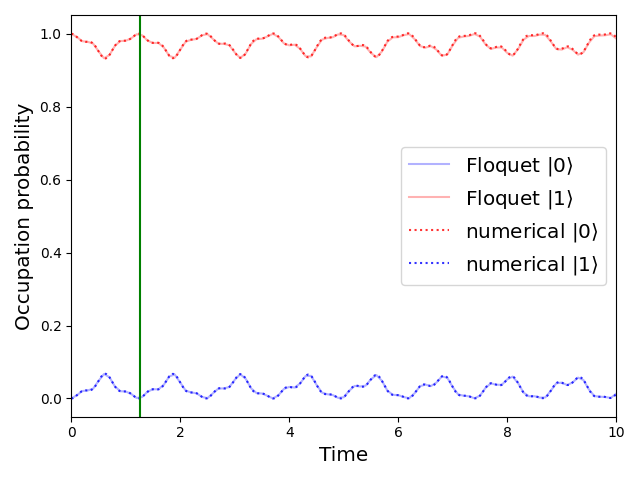 Occupation probability
1.0
0.8
0.6
0.4
0.2
0.0
Floquet |0⟩
Floquet |1⟩
numerical |0⟩
numerical |1⟩
0 2 4 6 8 10
Time